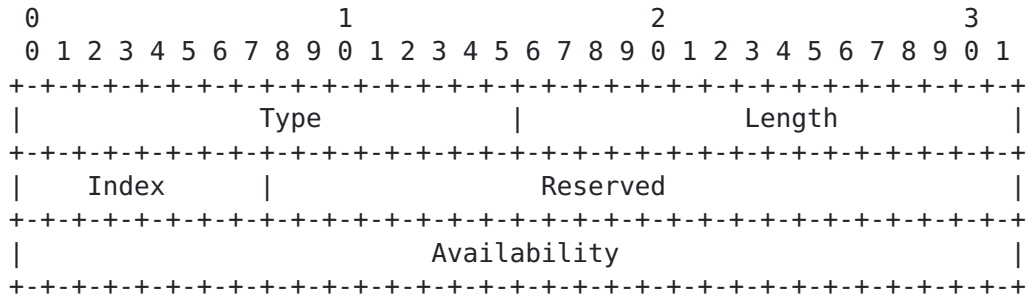 0                   1                   2                   3
 0 1 2 3 4 5 6 7 8 9 0 1 2 3 4 5 6 7 8 9 0 1 2 3 4 5 6 7 8 9 0 1
+-+-+-+-+-+-+-+-+-+-+-+-+-+-+-+-+-+-+-+-+-+-+-+-+-+-+-+-+-+-+-+-+
|               Type            |              Length           |
+-+-+-+-+-+-+-+-+-+-+-+-+-+-+-+-+-+-+-+-+-+-+-+-+-+-+-+-+-+-+-+-+
|    Index      |                 Reserved                      |
+-+-+-+-+-+-+-+-+-+-+-+-+-+-+-+-+-+-+-+-+-+-+-+-+-+-+-+-+-+-+-+-+
|                          Availability                         |
+-+-+-+-+-+-+-+-+-+-+-+-+-+-+-+-+-+-+-+-+-+-+-+-+-+-+-+-+-+-+-+-+